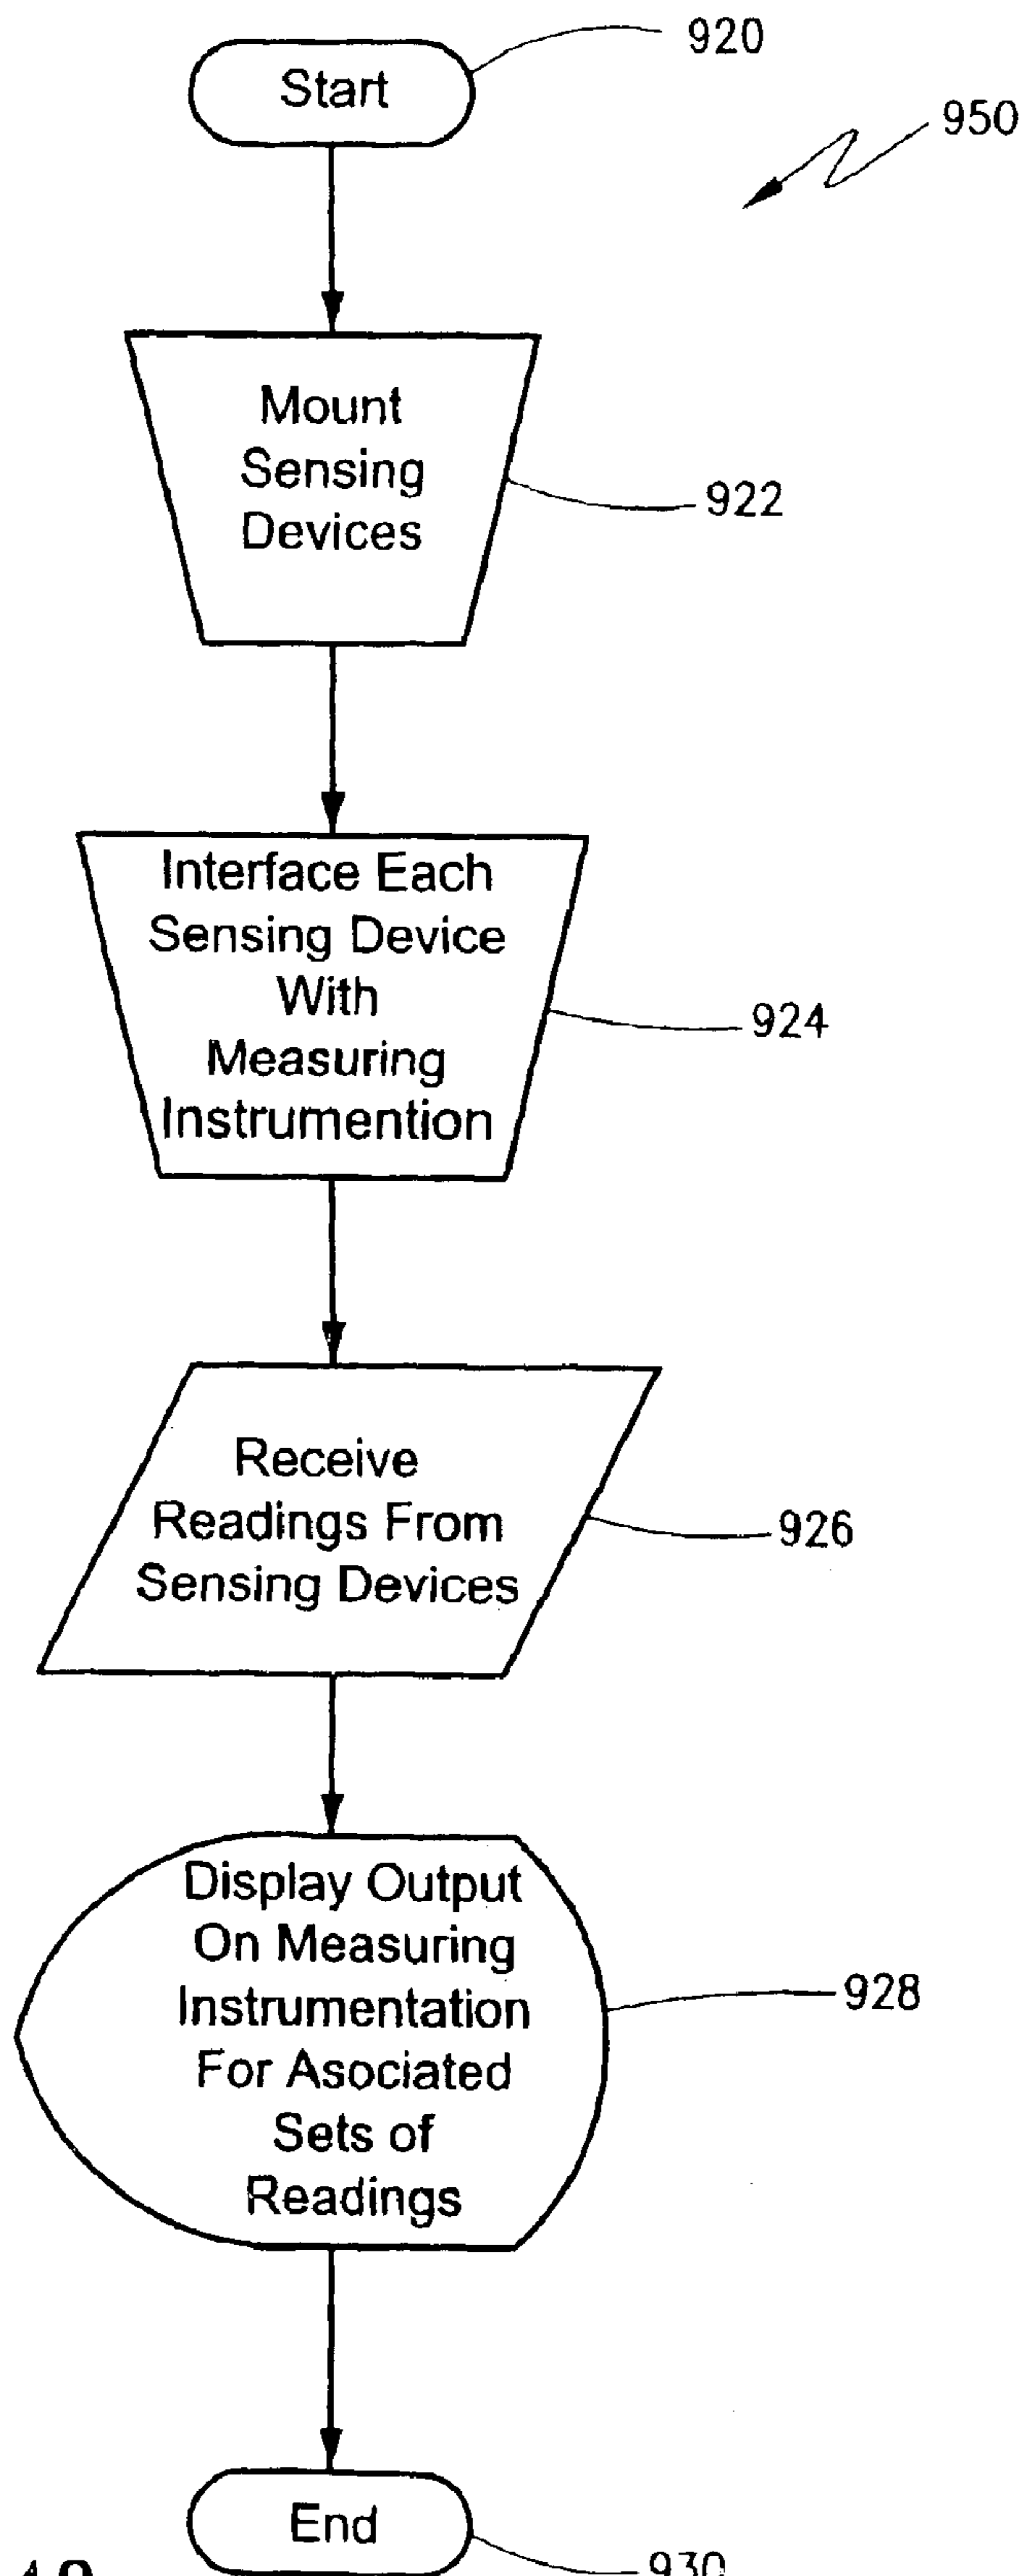 Start
920
950
Mount
Sensing
Devices
922
Interface Each
Sensing Device
With
Measuring
Instrumention
924
Receive
Readings From
Sensing Devices
926
Display Output
On Measuring
Instrumentation
For Asociated
Sets of
Readings
928
End
930